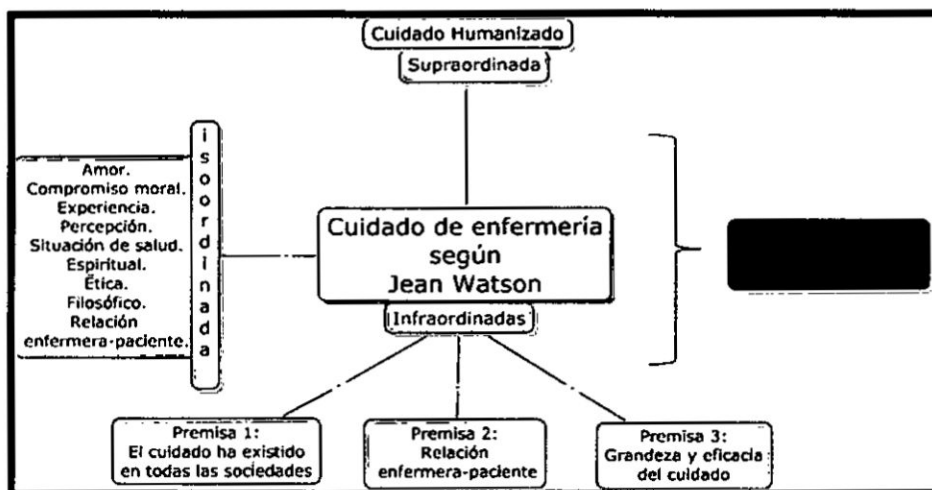 Cuidado Humanizado
Supraordinada
isoordinada
Amor.
Compromiso moral.
Experiencia.
Percepción.
Situación de salud.
Espiritual.
Ética.
Filosófico.
Relación
enfermera-paciente.
Cuidado de enfermería
según
Jean Watson
Infraordinadas
Premisa 1:
El cuidado ha existido
en todas las sociedades
Premisa 2:
Relación
enfermera-paciente
Premisa 3:
Grandeza y eficacia
del cuidado